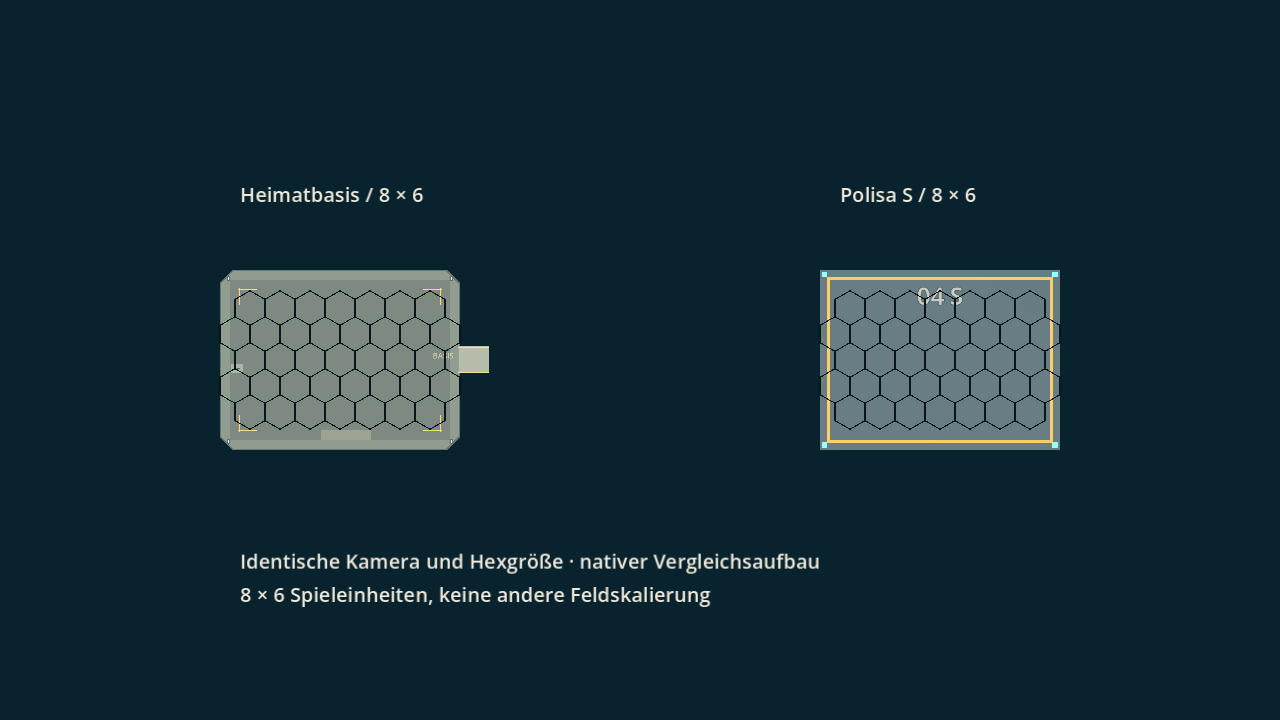 Heimatbasis / 8 × 6
Polisa S / 8 × 6
04 S
BASIS
Identische Kamera und Hexgröße · nativer Vergleichsaufbau
8 × 6 Spieleinheiten, keine andere Feldskalierung